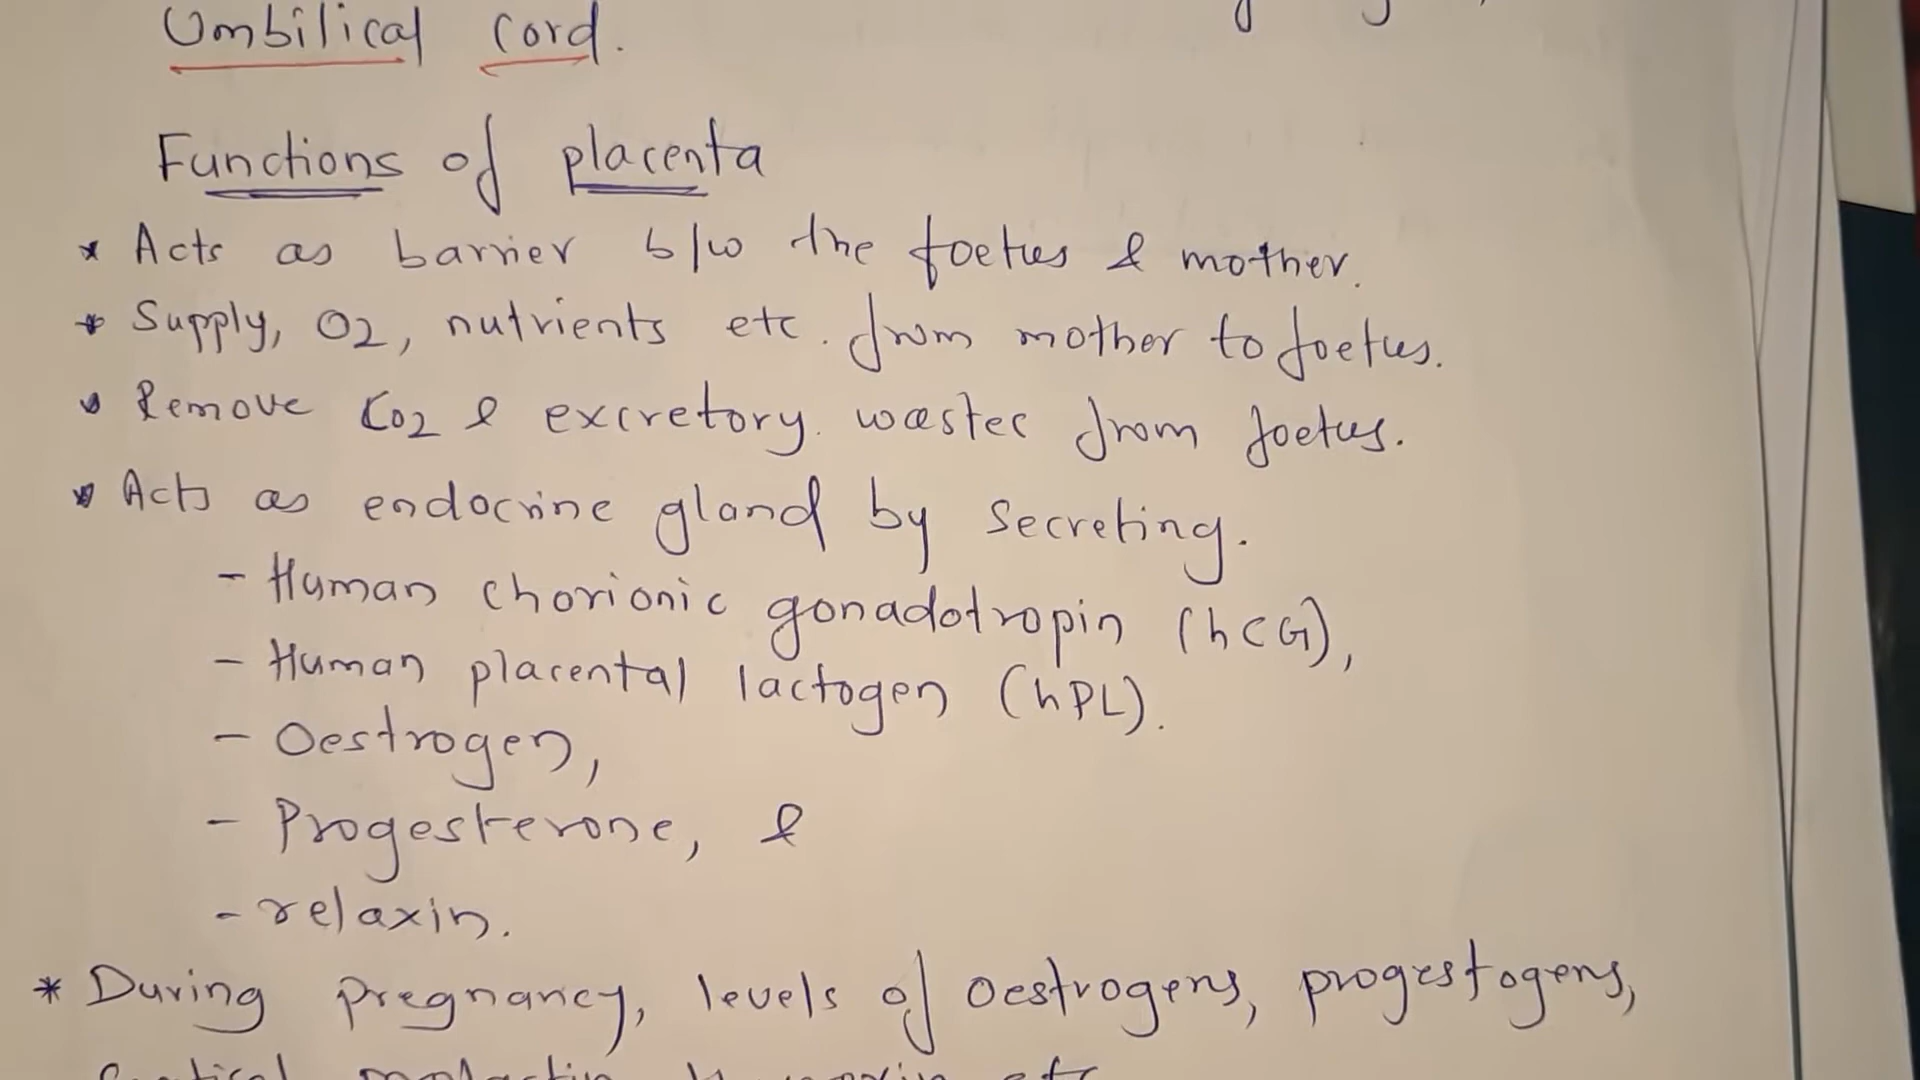 Umbilical cord.
Functions of placenta
* Acts as barrier b/w the foetus & mother.
* Supply, O2, nutrients etc. from mother to foetus.
* Remove CO2 & excretory wastes from foetus.
* Acts as endocrine gland by secreting.
- Human chorionic gonadotropin (hCG),
- Human placental lactogen (hPL).
- Oestrogen,
- Progesterone, &
- relaxin.
* During pregnancy, levels of oestrogens, progestogens,